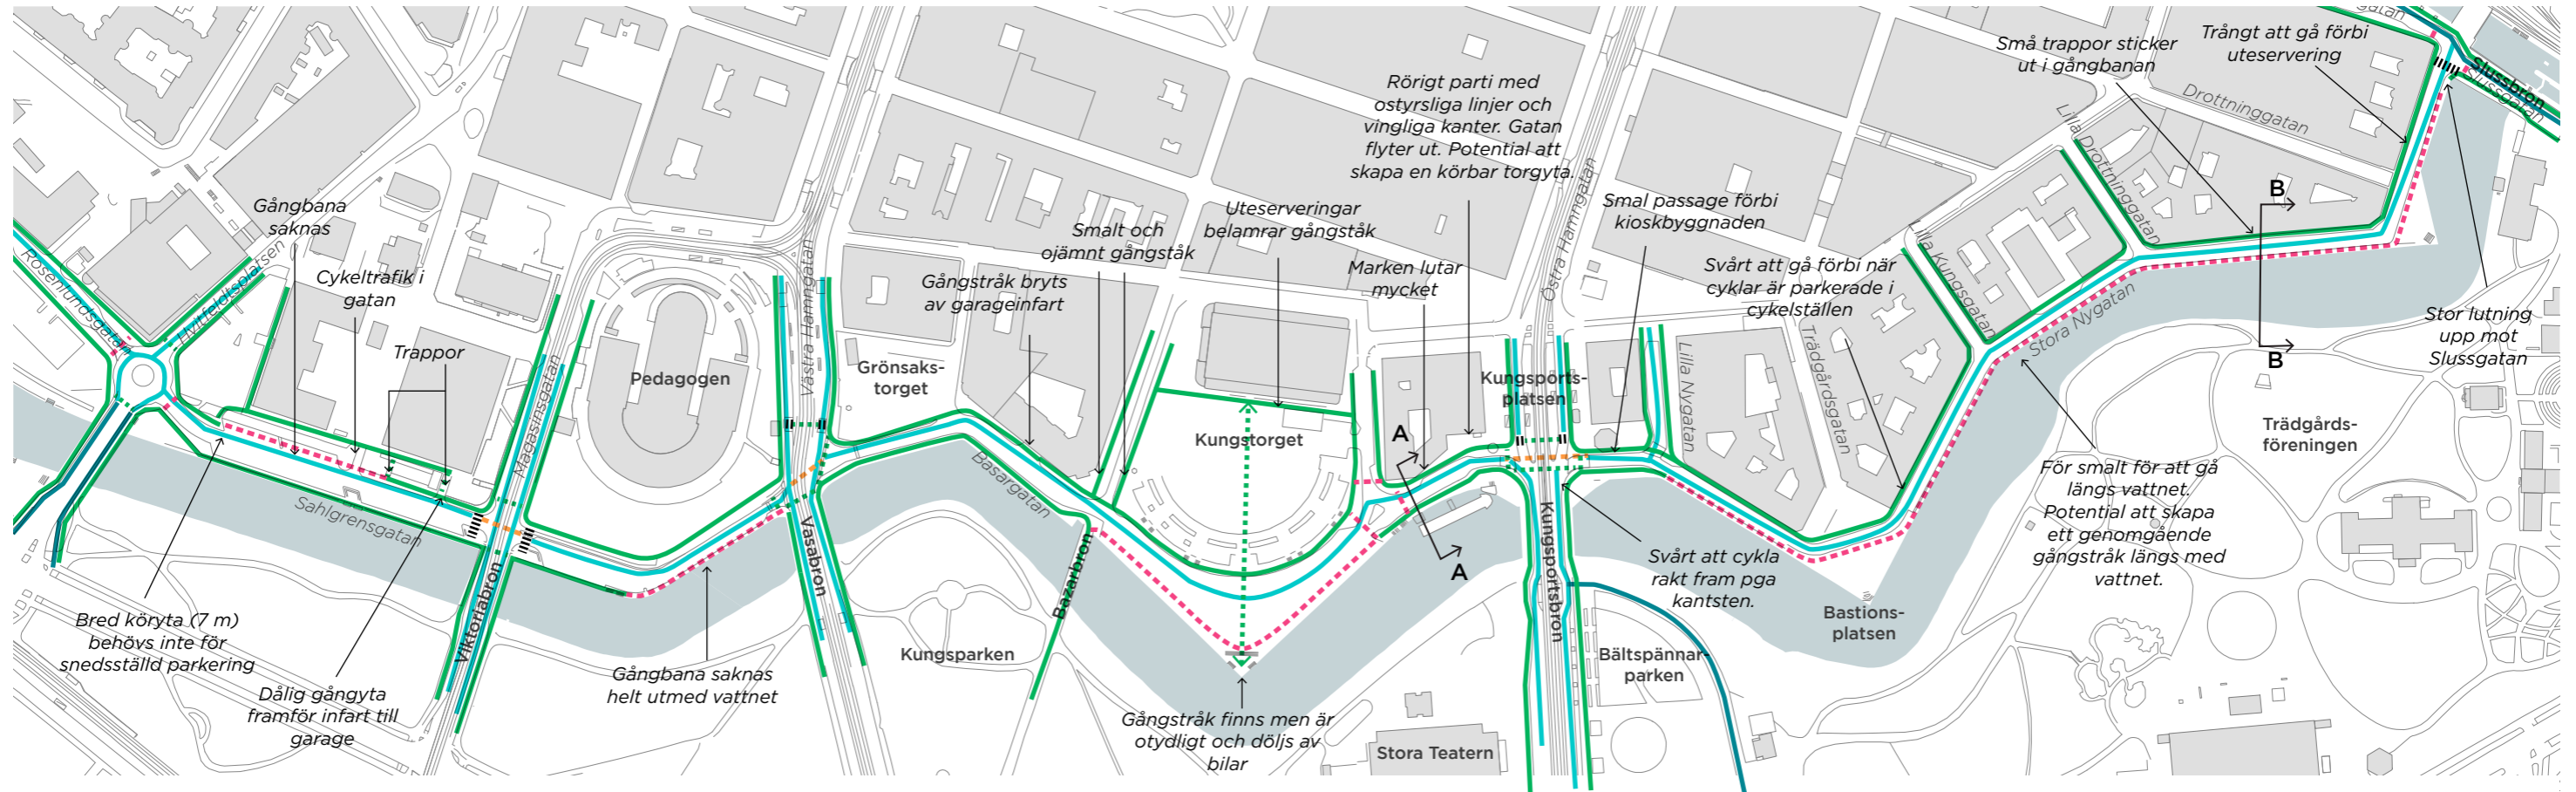 gatan
Små trappor sticker
ut i gångbanan
Trångt att gå förbi
uteservering
Slussbron
Slussgatan
Rörigt parti med
ostyrsliga linjer och
vingliga kanter. Gatan
flyter ut. Potential att
skapa en körbar torgyta.
Drottninggatan
Lilla Drottninggatan
B
Gångbana
saknas
Uteserveringar
belamrar gångståk
Smal passage förbi
kioskbyggnaden
Östra Hamngatan
Smalt och
ojämnt gångståk
Rosenlundsgatan
Hvitfeldtsplatsen
Cykeltrafik i
gatan
Västra Hamngatan
Gångstråk bryts
av garageinfart
Marken lutar
mycket
Svårt att gå förbi när
cyklar är parkerade i
cykelställen
Lilla Kungsgatan
Stora Nygatan
Stor lutning
upp mot
Slussgatan
B
Trappor
Magasinsgatan
Pedagogen
Grönsaks-
torget
Kungsports-
platsen
Lilla Nygatan
Trädgårdsgatan
Kungstorget
A
Trädgårds-
föreningen
Basargatan
Sahlgrensgatan
Vasabron
Kungsportsbron
För smalt för att gå
längs vattnet.
Potential att skapa
ett genomgående
gångstråk längs med
vattnet.
A
Svårt att cykla
rakt fram pga
kantsten.
Viktoriabron
Bazarbron
Bastions-
platsen
Bred köryta (7 m)
behövs inte för
snedsställd parkering
Kungsparken
Bältspännar-
parken
Gångbana saknas
helt utmed vattnet
Dålig gångyta
framför infart till
garage
Gångstråk finns men är
otydligt och döljs av
bilar
Stora Teatern